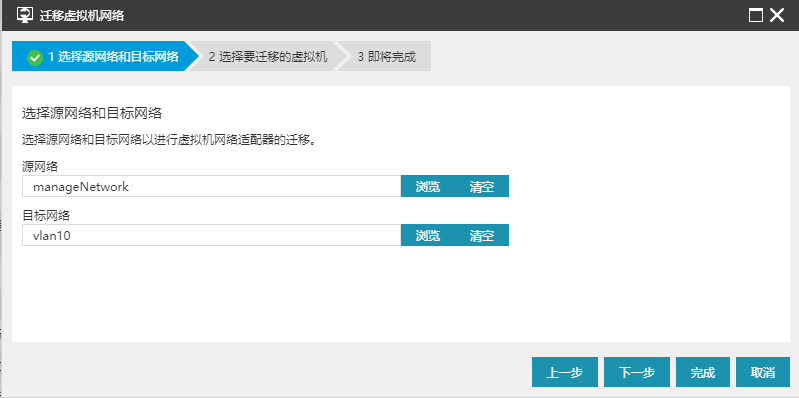 迁移虚拟机网络
1 选择源网络和目标网络 2 选择要迁移的虚拟机 3 即将完成
选择源网络和目标网络
选择源网络和目标网络以进行虚拟机网络适配器的迁移。
源网络
manageNetwork 浏览 清空
目标网络
vlan10 浏览 清空
上一步 下一步 完成 取消